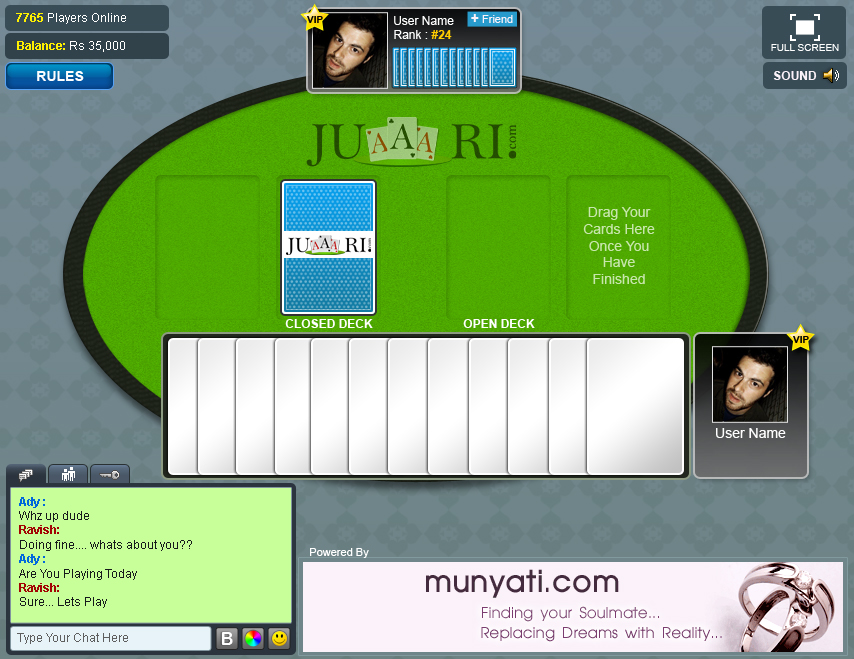 7765 Players Online
Balance: Rs 35,000
RULES
VIP
User Name
+ Friend
Rank : #24
FULL SCREEN
SOUND
JUAAARI!.com
JUAAARI!
Drag Your
Cards Here
Once You
Have
Finished
CLOSED DECK
OPEN DECK
VIP
User Name
Ady :
Whz up dude
Ravish:
Doing fine.... whats about you??
Ady :
Are You Playing Today
Ravish:
Sure... Lets Play
Type Your Chat Here
B
Powered By
munyati.com
Finding your Soulmate...
Replacing Dreams with Reality...